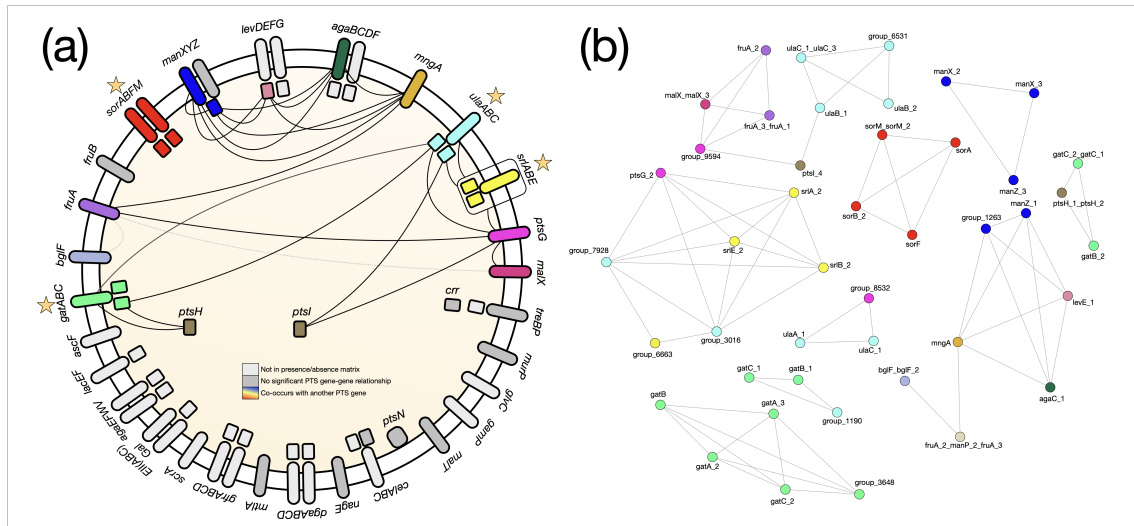 (a)
levDEFG
agaBCDF
manXYZ
mngA
sorABFM
ulaABC
fruB
srlABE
fruA
ptsG
bglF
malX
gatABC
crr
ptsH
ptsI
treBP
ascF
murP
lacEF
glvC
agaEFWV
gamP
EII(ABC)
Gal
malT
scrA
ptsN
gfrABCD
celABC
mtlA
nagE
dgaABCD
Not in presence/absence matrix
No significant PTS gene-gene relationship
Co-occurs with another PTS gene
(b)
fruA_2
ulaC_1_ulaC_3
group_6531
manX_2
manX_3
malX_malX_3
ulaB_1
ulaB_2
fruA_3_fruA_1
sorM_sorM_2
sorA
group_9594
gatC_2_gatC_1
ptsI_4
ptsG_2
manZ_3
srlA_2
ptsH_1_ptsH_2
manZ_1
sorB_2
group_1263
sorF
srlE_2
gatB_2
group_7928
srlB_2
group_8532
levE_1
ulaA_1
group_3016
ulaC_1
mngA
group_6663
gatC_1
gatB_1
bglF_bglF_2
agaC_1
gatB
gatA_3
group_1190
fruA_2_manP_2_fruA_3
gatA_2
group_3648
gatC_2